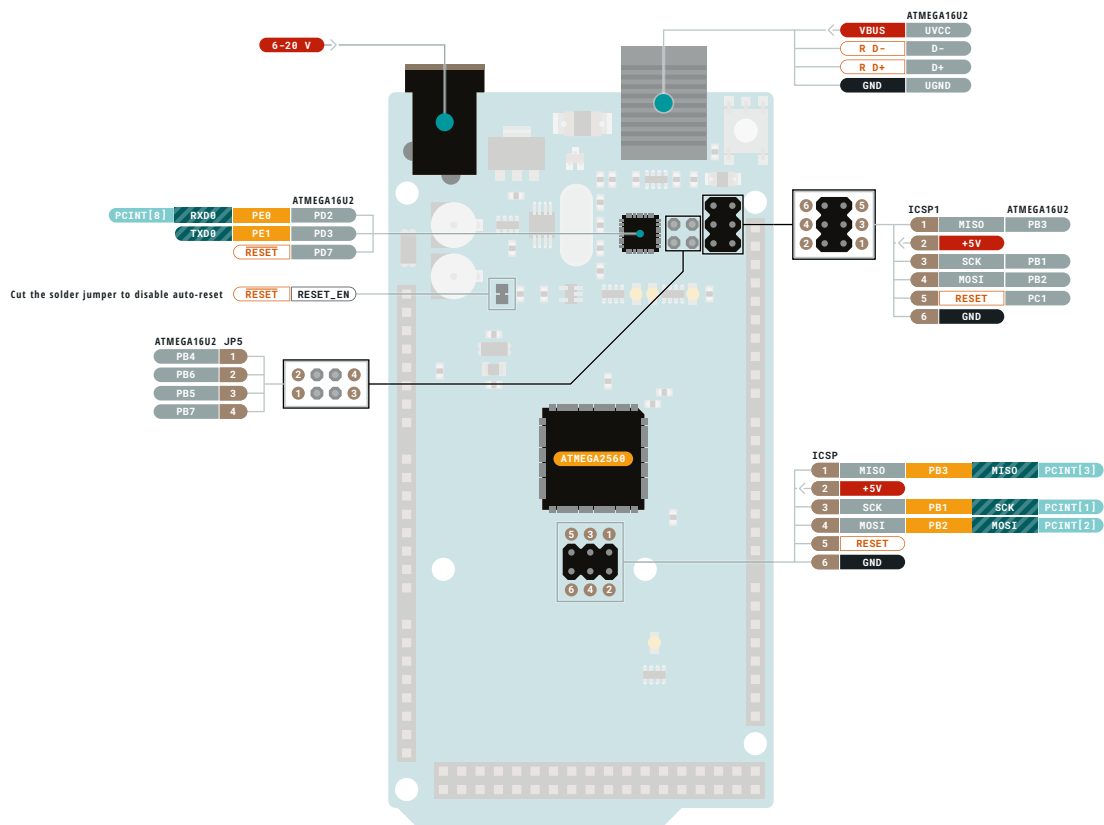 6-20 V
ATMEGA16U2
VBUS UVCC
R D- D-
R D+ D+
GND UGND
ATMEGA16U2
PCINT[8] RXD0 PE0 PD2
TXD0 PE1 PD3
RESET PD7
Cut the solder jumper to disable auto-reset RESET RESET_EN
6 5
4 3
2 1
ICSP1 ATMEGA16U2
1 MISO PB3
2 +5V
3 SCK PB1
4 MOSI PB2
5 RESET PC1
6 GND
ATMEGA16U2 JP5
PB4 1
PB6 2
PB5 3
PB7 4
2 4
1 3
ATMEGA2560
5 3 1
6 4 2
ICSP
1 MISO PB3 MISO PCINT[3]
2 +5V
3 SCK PB1 SCK PCINT[1]
4 MOSI PB2 MOSI PCINT[2]
5 RESET
6 GND